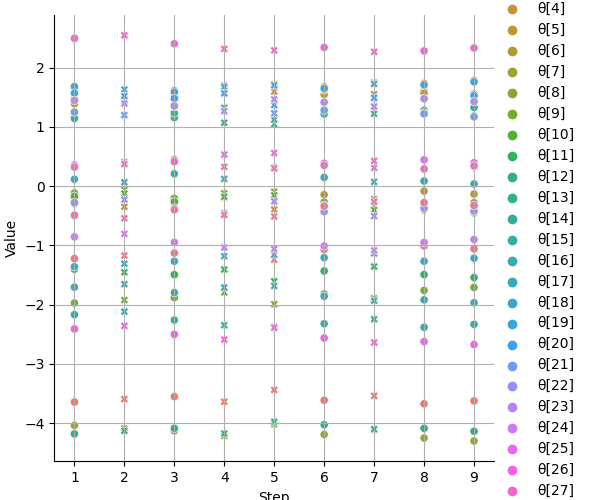 Value
2
1
0
−1
−2
−3
−4
1 2 3 4 5 6 7 8 9
Step
θ[4]
θ[5]
θ[6]
θ[7]
θ[8]
θ[9]
θ[10]
θ[11]
θ[12]
θ[13]
θ[14]
θ[15]
θ[16]
θ[17]
θ[18]
θ[19]
θ[20]
θ[21]
θ[22]
θ[23]
θ[24]
θ[25]
θ[26]
θ[27]